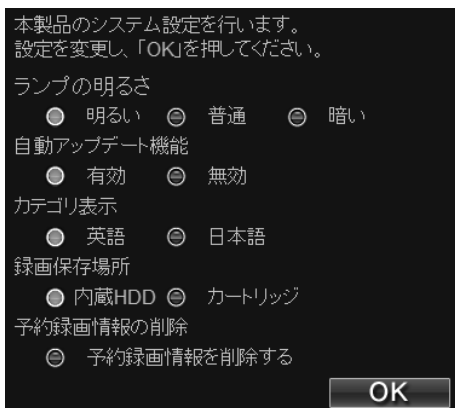 本製品のシステム設定を行います。
設定を変更し、「OK」を押してください。
ランプの明るさ
明るい 普通 暗い
自動アップデート機能
有効 無効
カテゴリ表示
英語 日本語
録画保存場所
内蔵HDD カートリッジ
予約録画情報の削除
予約録画情報を削除する
OK